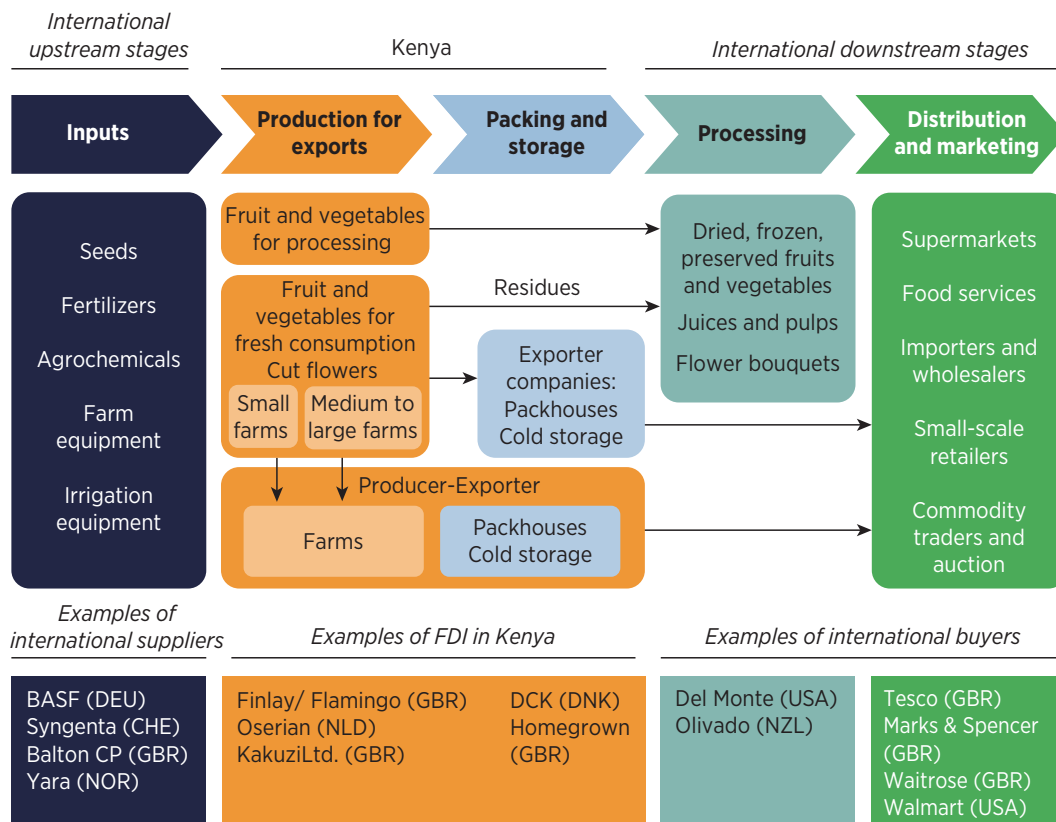 International
upstream stages
Kenya
International downstream stages
Inputs
Production for
exports
Packing and
storage
Processing
Distribution
and marketing
Seeds
Fertilizers
Agrochemicals
Farm
equipment
Irrigation
equipment
Fruit and vegetables
for processing
Fruit and
vegetables for
fresh consumption
Cut flowers
Small
farms
Medium to
large farms
Residues
Exporter
companies:
Packhouses
Cold storage
Producer-Exporter
Farms
Packhouses
Cold storage
Dried, frozen,
preserved fruits
and vegetables
Juices and pulps
Flower bouquets
Supermarkets
Food services
Importers and
wholesalers
Small-scale
retailers
Commodity
traders and
auction
Examples of
international suppliers
Examples of FDI in Kenya
Examples of international buyers
BASF (DEU)
Syngenta (CHE)
Balton CP (GBR)
Yara (NOR)
Finlay/ Flamingo (GBR)
Oserian (NLD)
KakuziLtd. (GBR)
DCK (DNK)
Homegrown
(GBR)
Del Monte (USA)
Olivado (NZL)
Tesco (GBR)
Marks & Spencer
(GBR)
Waitrose (GBR)
Walmart (USA)